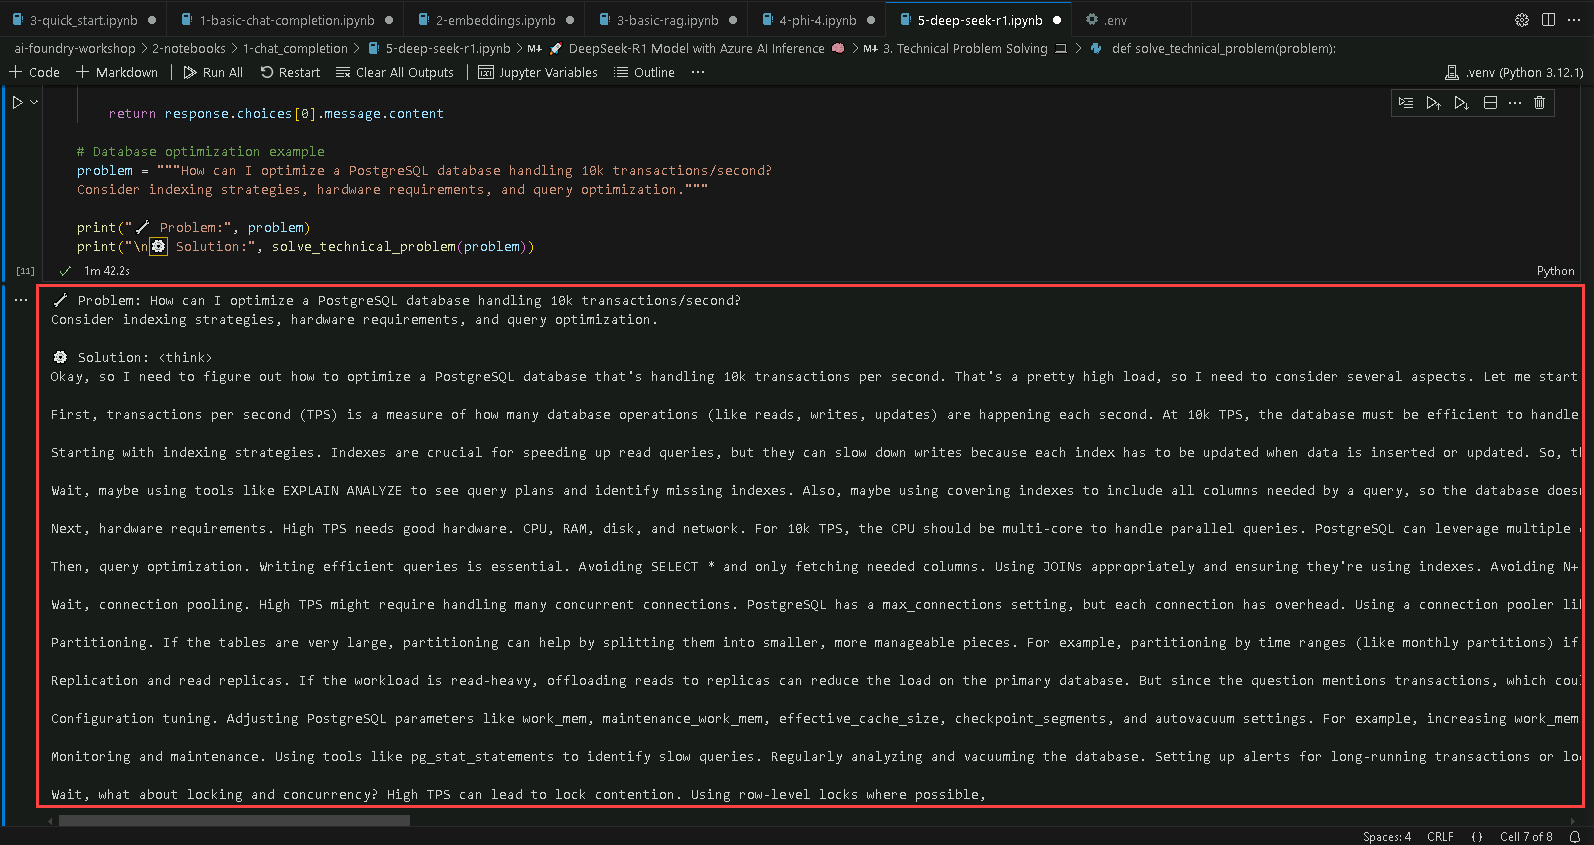 3-quick_start.ipynb
1-basic-chat-completion.ipynb
2-embeddings.ipynb
3-basic-rag.ipynb
4-phi-4.ipynb
5-deep-seek-r1.ipynb
.env
ai-foundry-workshop > 2-notebooks > 1-chat_completion > 5-deep-seek-r1.ipynb > M↓ 🚀 DeepSeek-R1 Model with Azure AI Inference 🧠 > M↓ 3. Technical Problem Solving 💻 > def solve_technical_problem(problem):
+ Code + Markdown Run All Restart Clear All Outputs Jupyter Variables Outline ···
.venv (Python 3.12.1)
return response.choices[0].message.content
# Database optimization example
problem = """How can I optimize a PostgreSQL database handling 10k transactions/second?
Consider indexing strategies, hardware requirements, and query optimization."""
print("🔧 Problem:", problem)
print("\n⚙️ Solution:", solve_technical_problem(problem))
[11] ✓ 1m 42.2s
Python
🔧 Problem: How can I optimize a PostgreSQL database handling 10k transactions/second?
Consider indexing strategies, hardware requirements, and query optimization.
⚙️ Solution: <think>
Okay, so I need to figure out how to optimize a PostgreSQL database that's handling 10k transactions per second. That's a pretty high load, so I need to consider several aspects. Let me start
First, transactions per second (TPS) is a measure of how many database operations (like reads, writes, updates) are happening each second. At 10k TPS, the database must be efficient to handle
Starting with indexing strategies. Indexes are crucial for speeding up read queries, but they can slow down writes because each index has to be updated when data is inserted or updated. So, th
Wait, maybe using tools like EXPLAIN ANALYZE to see query plans and identify missing indexes. Also, maybe using covering indexes to include all columns needed by a query, so the database does
Next, hardware requirements. High TPS needs good hardware. CPU, RAM, disk, and network. For 10k TPS, the CPU should be multi-core to handle parallel queries. PostgreSQL can leverage multiple
Then, query optimization. Writing efficient queries is essential. Avoiding SELECT * and only fetching needed columns. Using JOINs appropriately and ensuring they're using indexes. Avoiding N+
Wait, connection pooling. High TPS might require handling many concurrent connections. PostgreSQL has a max_connections setting, but each connection has overhead. Using a connection pooler li
Partitioning. If the tables are very large, partitioning can help by splitting them into smaller, more manageable pieces. For example, partitioning by time ranges (like monthly partitions) if
Replication and read replicas. If the workload is read-heavy, offloading reads to replicas can reduce the load on the primary database. But since the question mentions transactions, which cou
Configuration tuning. Adjusting PostgreSQL parameters like work_mem, maintenance_work_mem, effective_cache_size, checkpoint_segments, and autovacuum settings. For example, increasing work_mem
Monitoring and maintenance. Using tools like pg_stat_statements to identify slow queries. Regularly analyzing and vacuuming the database. Setting up alerts for long-running transactions or lo
Wait, what about locking and concurrency? High TPS can lead to lock contention. Using row-level locks where possible,
Spaces: 4 CRLF {} Cell 7 of 8